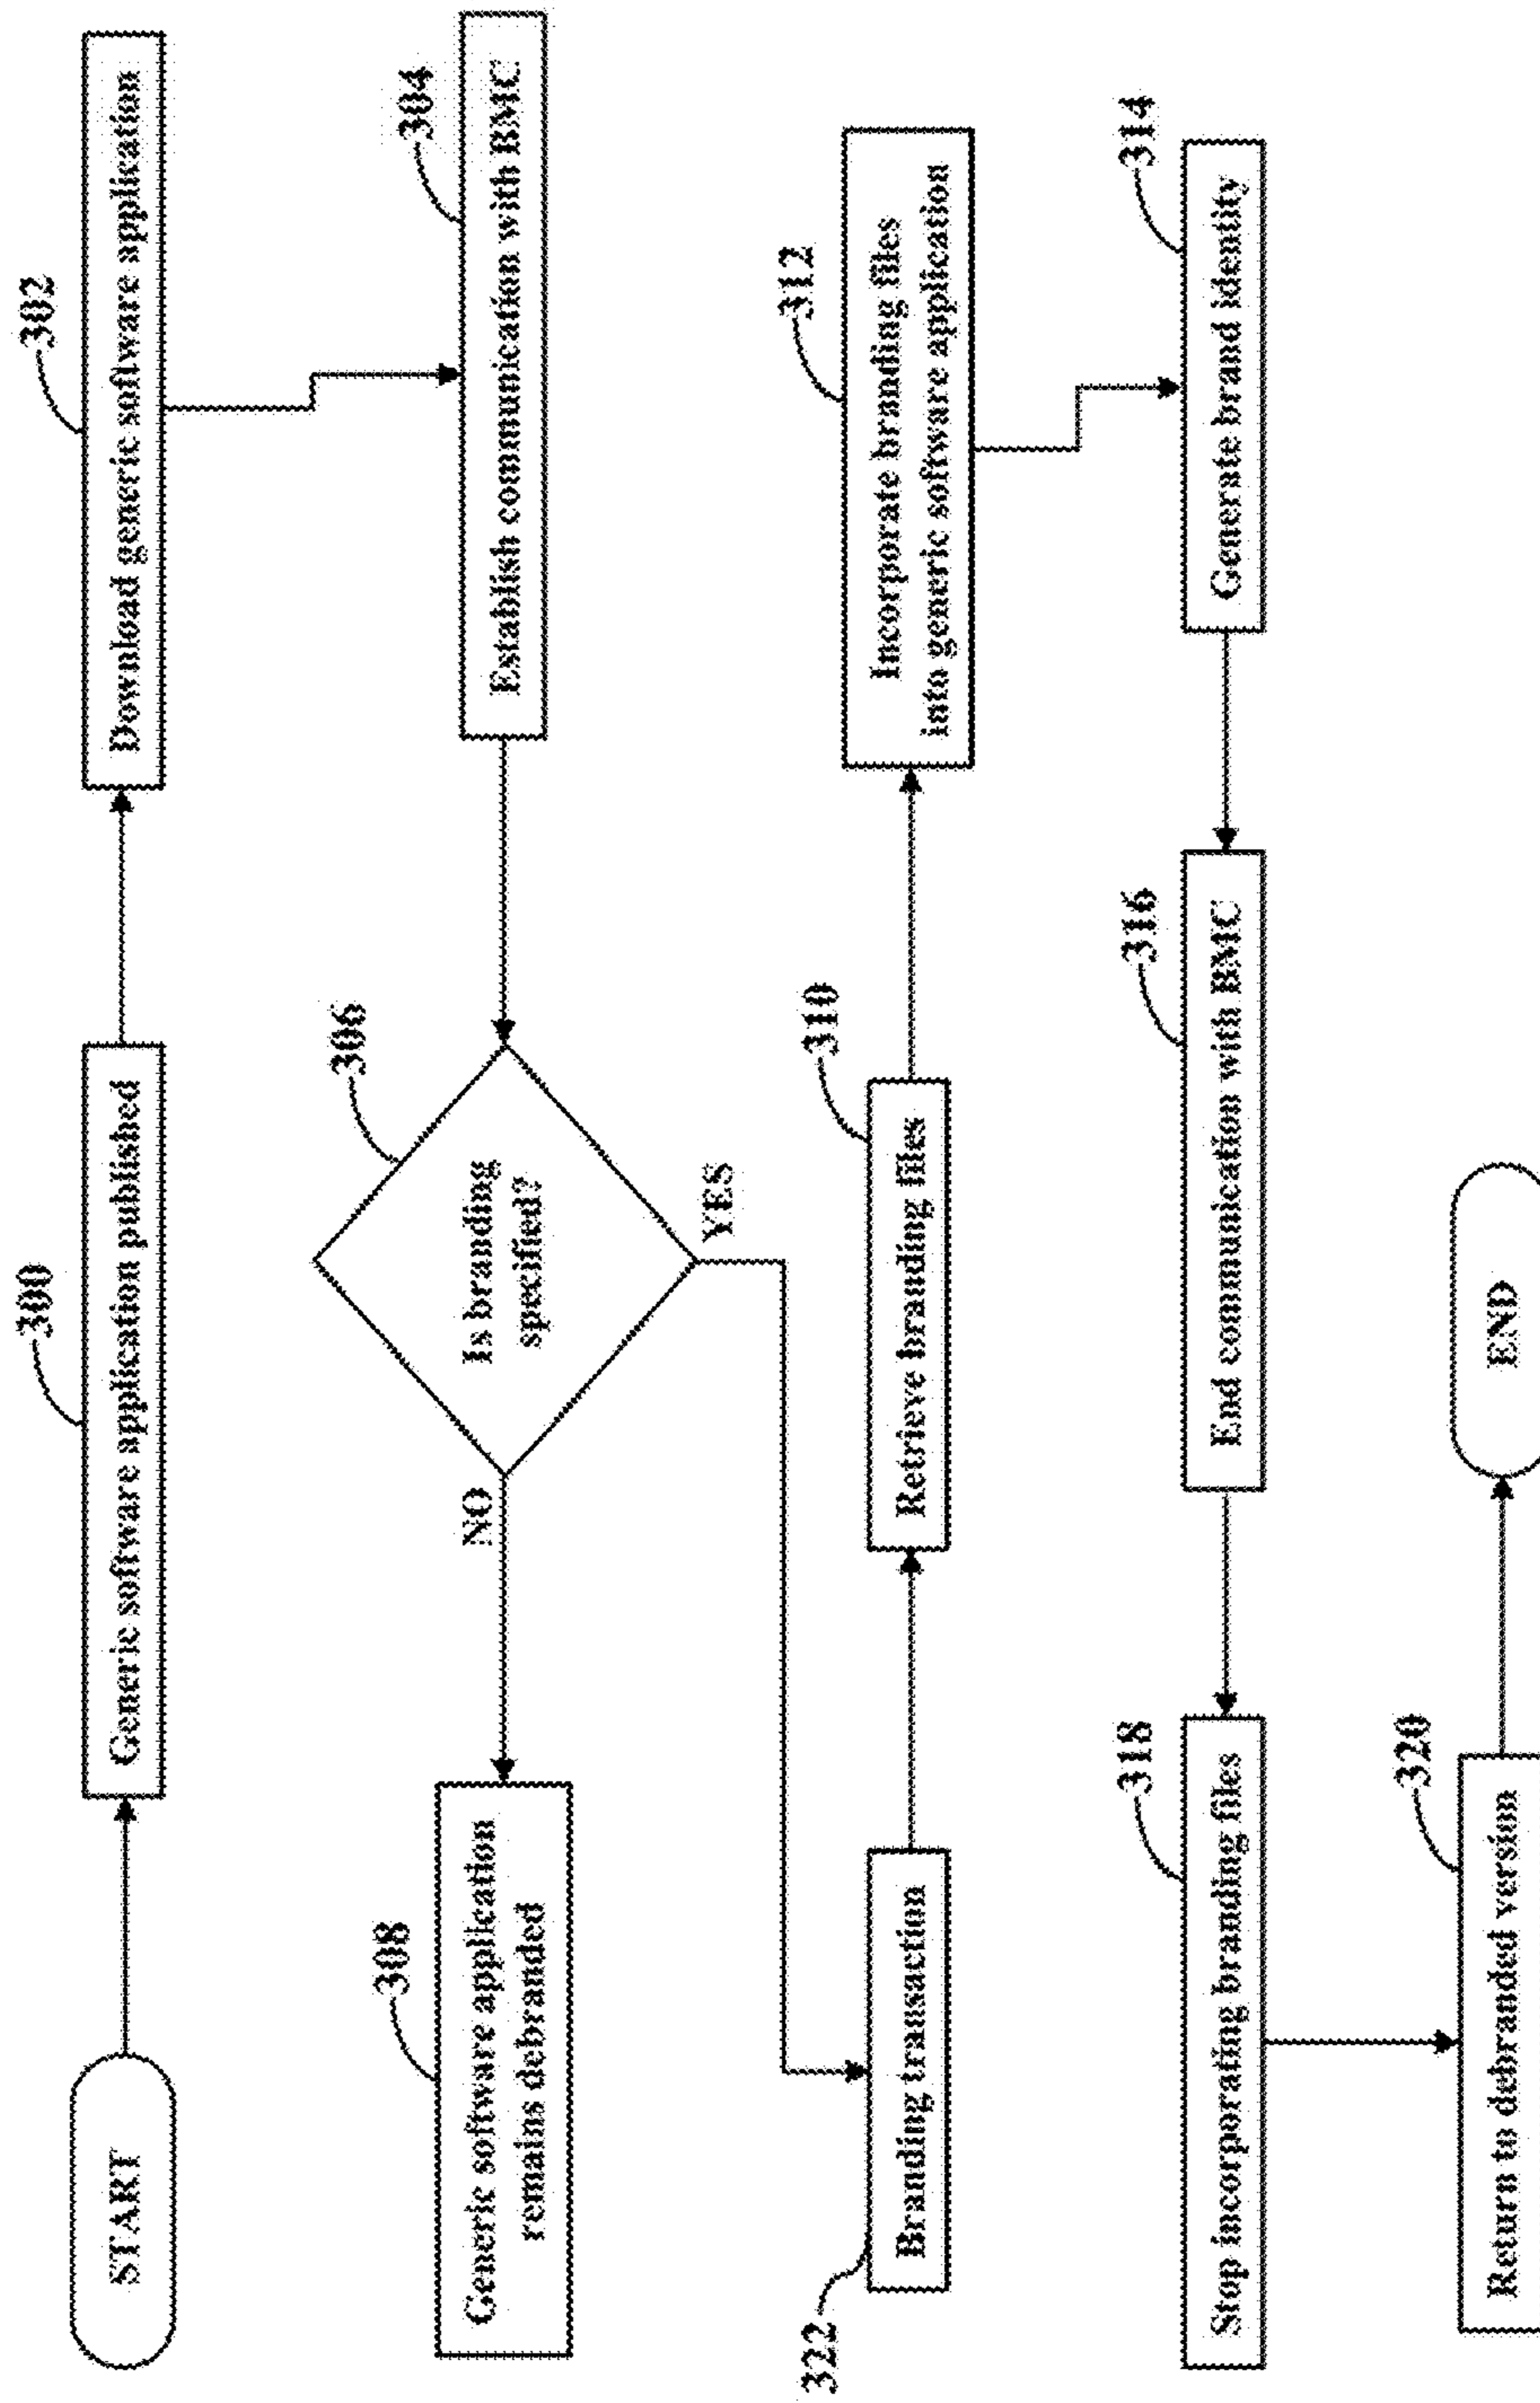 START
300
Generic software application published
302
Download generic software application
304
Establish communication with BMC
306
Is branding
specified?
NO
YES
308
Generic software application
remains debranded
322
Branding transaction
310
Retrieve branding files
312
Incorporate branding files
into generic software application
314
Generate brand identity
316
End communication with BMC
318
Stop incorporating branding files
320
Return to debranded version
END